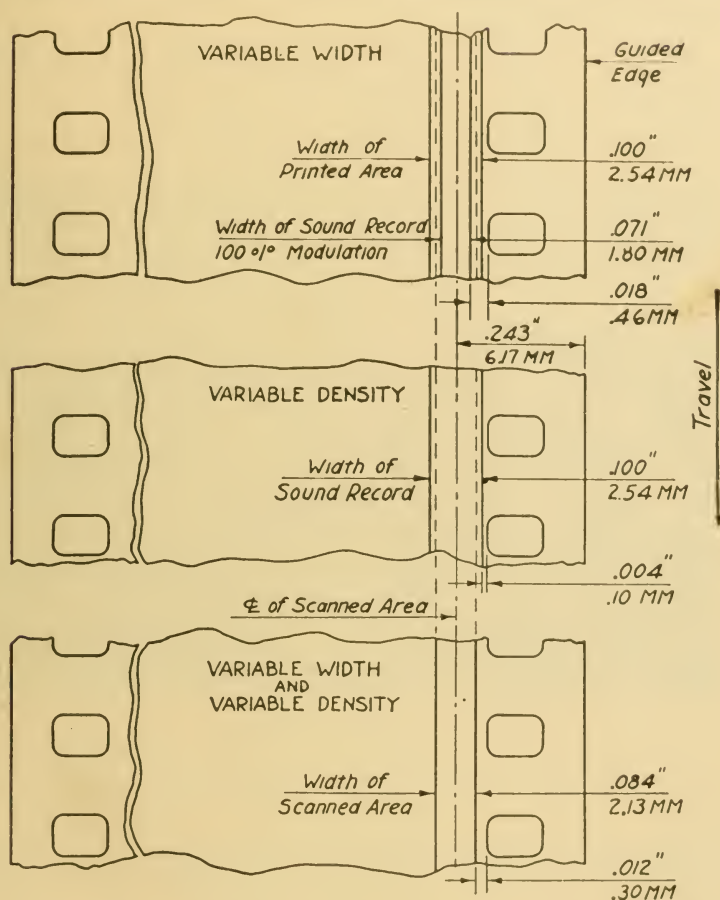 VARIABLE WIDTH
Guided
Edge
Width of
Printed Area
.100"
2.54 MM
Width of Sound Record
100 % Modulation
.071"
1.80 MM
.018"
.46 MM
.243"
6.17 MM
Travel
VARIABLE DENSITY
Width of
Sound Record
.100"
2.54 MM
.004"
.10 MM
℄ of Scanned Area
VARIABLE WIDTH
AND
VARIABLE DENSITY
Width of
Scanned Area
.084"
2.13 MM
.012"
.30 MM